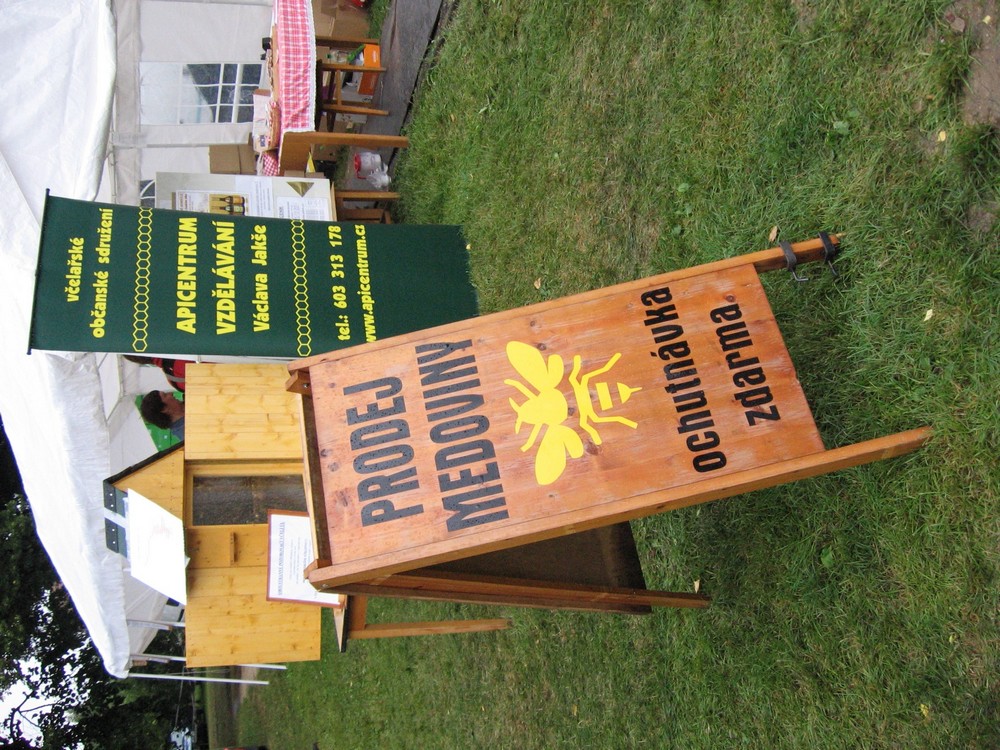 včelařské
občanské sdružení
APICENTRUM
VZDĚLÁVÁNÍ
Václava Jakše
tel.: 603 313 178
www.apicentrum.cz
PRODEJ
MEDOVINY
ochutnávka
zdarma